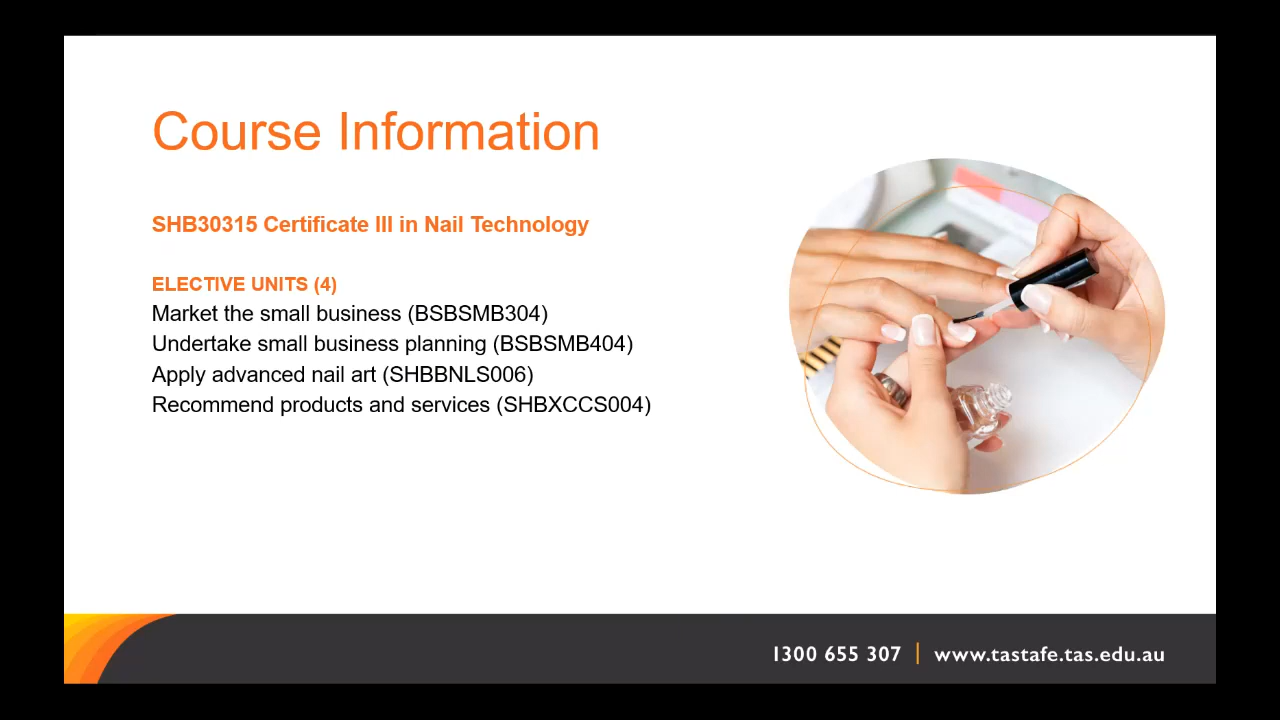 Course Information
SHB30315 Certificate III in Nail Technology
ELECTIVE UNITS (4)
Market the small business (BSBSMB304)
Undertake small business planning (BSBSMB404)
Apply advanced nail art (SHBBNLS006)
Recommend products and services (SHBXCCS004)
1300 655 307 | www.tastafe.tas.edu.au